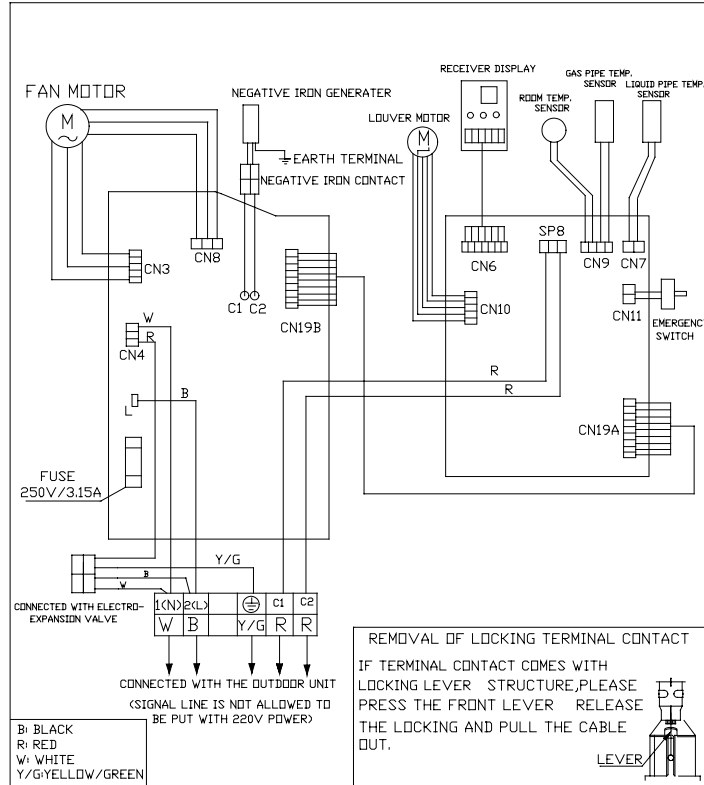 FAN MOTOR
M
NEGATIVE IRON GENERATER
EARTH TERMINAL
NEGATIVE IRON CONTACT
LOUVER MOTOR
M
RECEIVER DISPLAY
ROOM TEMP.
SENSOR
GAS PIPE TEMP.
SENSOR
LIQUID PIPE TEMP.
SENSOR
CN3
CN8
C1 C2
CN19B
CN6
SP8
CN9
CN7
CN10
CN11
EMERGENCY
SWITCH
W
R
CN4
L
B
R
R
CN19A
FUSE
250V/3.15A
Y/G
B
W
CONNECTED WITH ELECTRO-
EXPANSION VALVE
1(N) 2(L) C1 C2
W B Y/G R R
CONNECTED WITH THE OUTDOOR UNIT
(SIGNAL LINE IS NOT ALLOWED TO
BE PUT WITH 220V POWER)
B: BLACK
R: RED
W: WHITE
Y/G:YELLOW/GREEN
REMOVAL OF LOCKING TERMINAL CONTACT
IF TERMINAL CONTACT COMES WITH
LOCKING LEVER STRUCTURE,PLEASE
PRESS THE FRONT LEVER RELEASE
THE LOCKING AND PULL THE CABLE
OUT.
LEVER